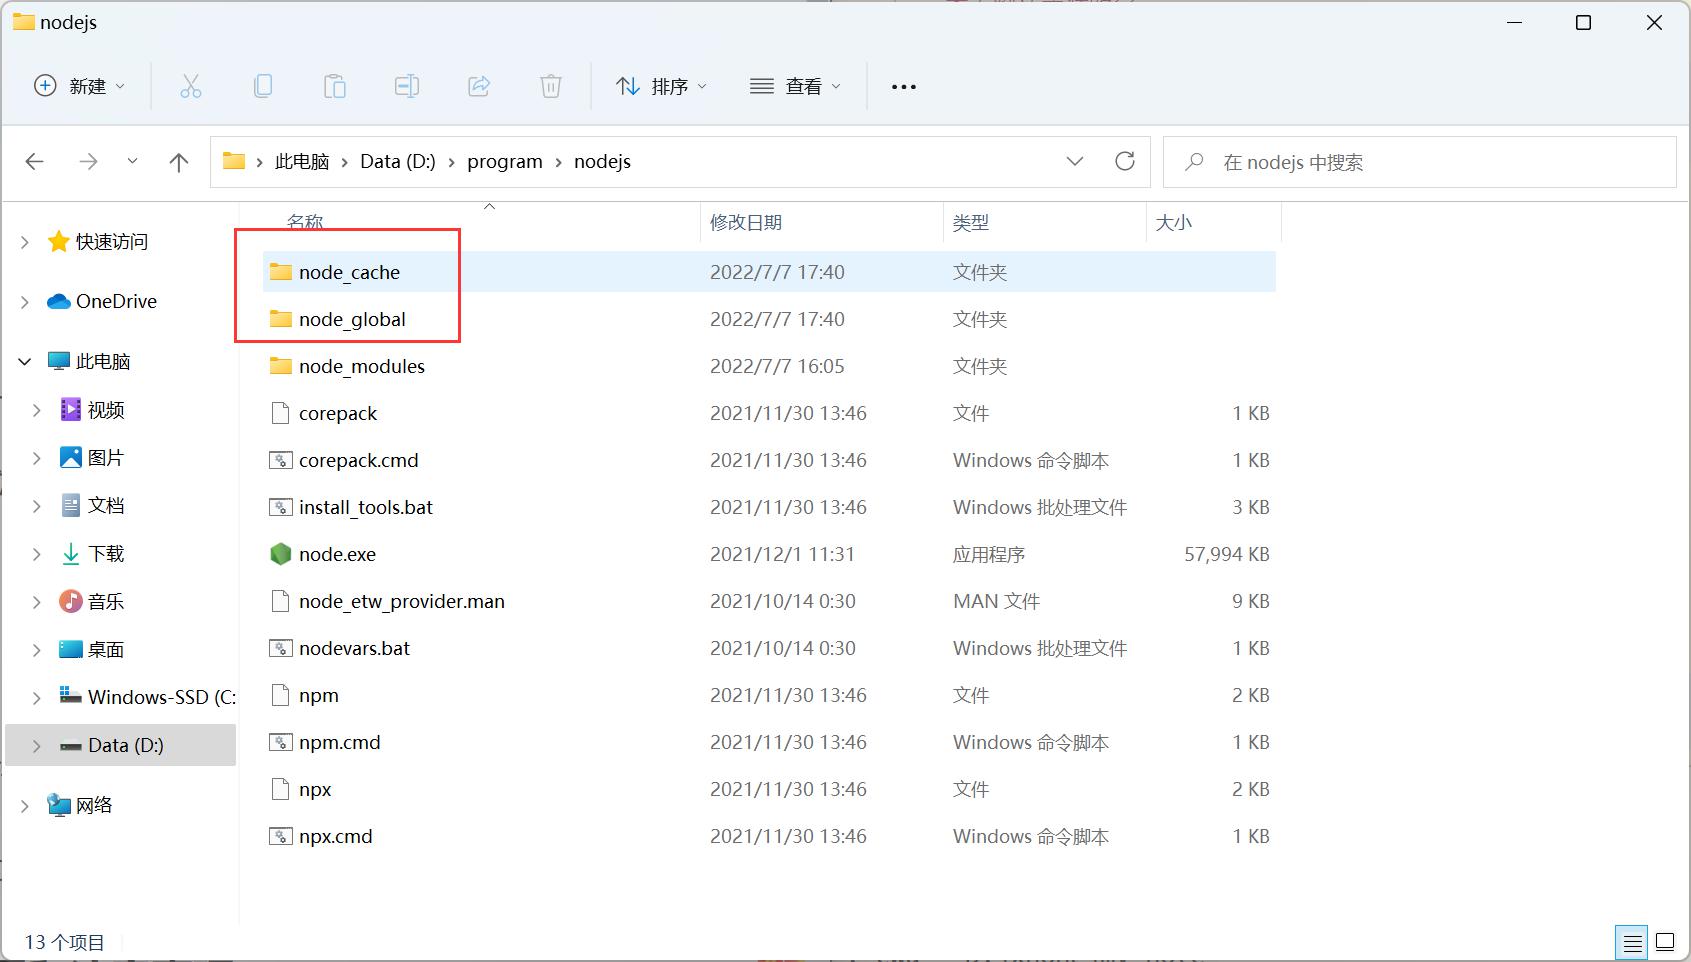 nodejs
新建
排序
查看
此电脑 Data (D:) program nodejs
在 nodejs 中搜索
名称 修改日期 类型 大小
快速访问
OneDrive
此电脑
视频
图片
文档
下载
音乐
桌面
Windows-SSD (C:
Data (D:)
网络
node_cache 2022/7/7 17:40 文件夹
node_global 2022/7/7 17:40 文件夹
node_modules 2022/7/7 16:05 文件夹
corepack 2021/11/30 13:46 文件 1 KB
corepack.cmd 2021/11/30 13:46 Windows 命令脚本 1 KB
install_tools.bat 2021/11/30 13:46 Windows 批处理文件 3 KB
node.exe 2021/12/1 11:31 应用程序 57,994 KB
node_etw_provider.man 2021/10/14 0:30 MAN 文件 9 KB
nodevars.bat 2021/10/14 0:30 Windows 批处理文件 1 KB
npm 2021/11/30 13:46 文件 2 KB
npm.cmd 2021/11/30 13:46 Windows 命令脚本 1 KB
npx 2021/11/30 13:46 文件 2 KB
npx.cmd 2021/11/30 13:46 Windows 命令脚本 1 KB
13 个项目